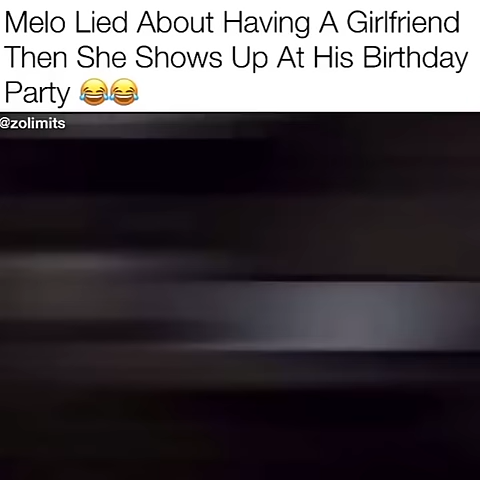 Melo Lied About Having A Girlfriend
Then She Shows Up At His Birthday
Party 😂😂
@zolimits